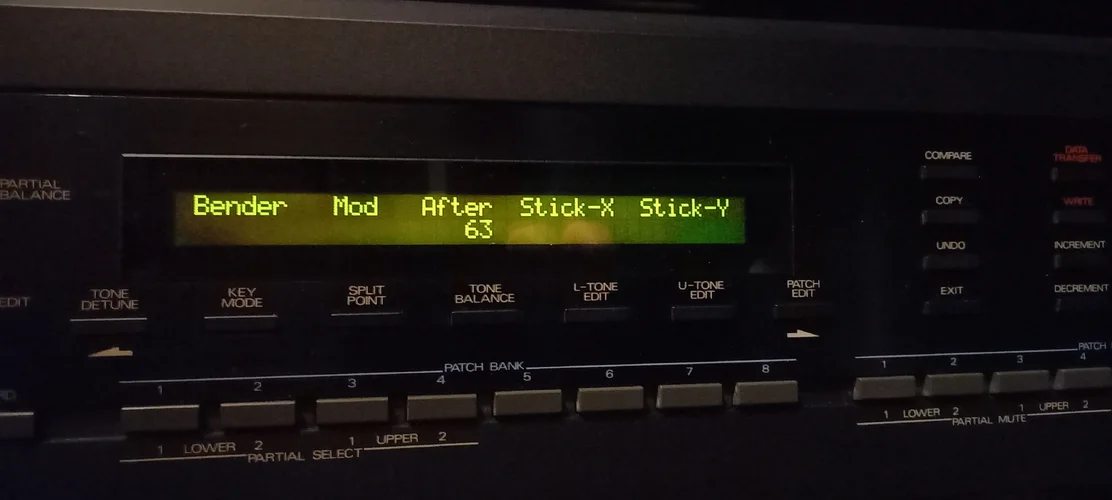 PARTIAL
BALANCE
Bender Mod After Stick-X Stick-Y
63
COMPARE
DATA
TRANSFER
COPY
WRITE
UNDO
INCREMENT
EXIT
DECREMENT
EDIT
TONE
DETUNE
KEY
MODE
SPLIT
POINT
TONE
BALANCE
L-TONE
EDIT
U-TONE
EDIT
PATCH
EDIT
PATCH BANK
1 2 3 4 5 6 7 8
1 LOWER 2 1 UPPER 2
PARTIAL SELECT
PATCH
1 2 3 4
1 LOWER 2 1 UPPER 2
PARTIAL MUTE